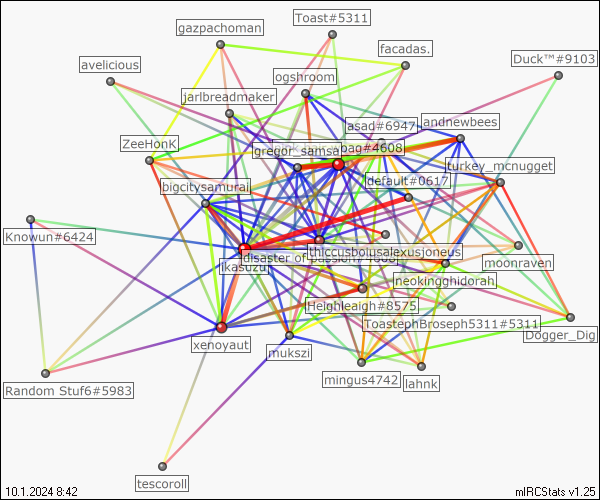 Toast#5311
gazpachoman
facadas.
Duck™#9103
avelicious
ogshroom
jarlbreadmaker
asad#6947
andnewbees
ZeeHonK
gregor_samsa
bag#4608
turkey_mcnugget
default#0617
bigcitysamurai
Knowun#6424
thiccusbolusalexusjoneus
disaster of passion
moonraven
ikasuzu
neokingghidorah
Heighleaigh#8575
ToastephBroseph5311#5311
Dogger_Dig
xenoyaut
mukszi
mingus4742
lahnk
Random Stuf6#5983
tescoroll
10.1.2024 8:42
mIRCStats v1.25